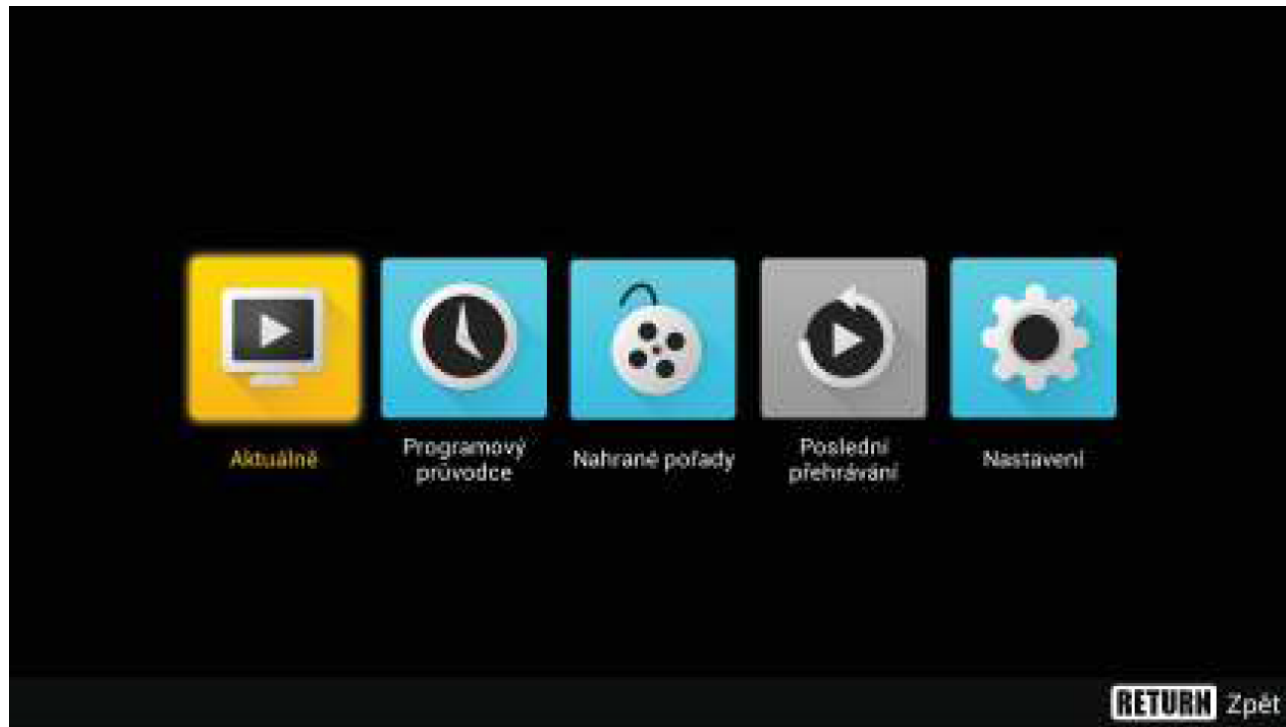 Aktuálně
Programový
průvodce
Nahrané pořady
Poslední
přehrávání
Nastavení
RETURN Zpět